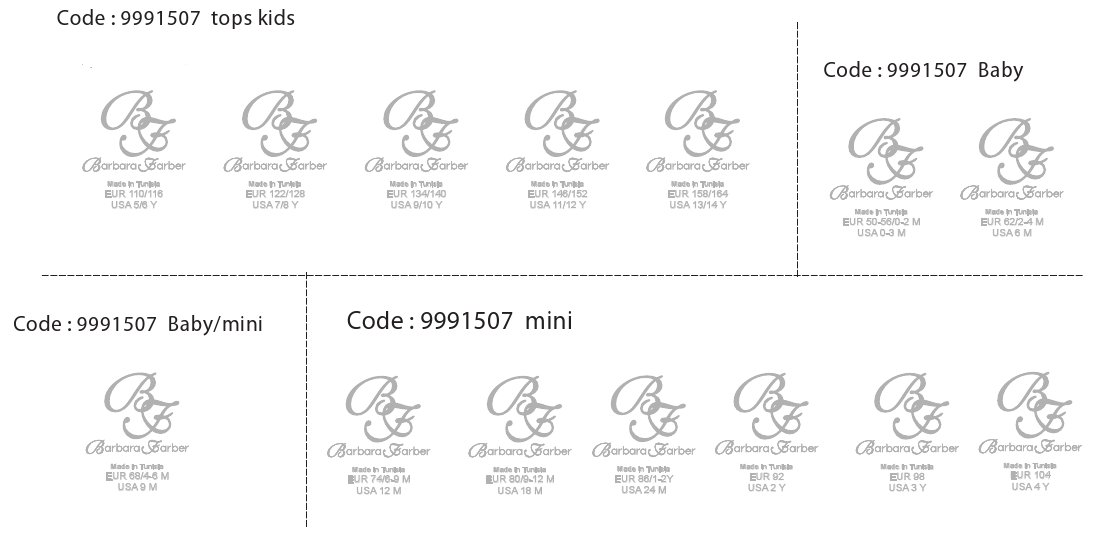 Code : 9991507 tops kids
BF
Barbara Farber
Made in Tunisia
EUR 110/116
USA 5/6 Y
BF
Barbara Farber
Made in Tunisia
EUR 122/128
USA 7/8 Y
BF
Barbara Farber
Made in Tunisia
EUR 134/140
USA 9/10 Y
BF
Barbara Farber
Made in Tunisia
EUR 146/152
USA 11/12 Y
BF
Barbara Farber
Made in Tunisia
EUR 158/164
USA 13/14 Y
Code : 9991507 Baby
BF
Barbara Farber
Made in Tunisia
EUR 50-56/0-2 M
USA 0-3 M
BF
Barbara Farber
Made in Tunisia
EUR 62/2-4 M
USA 6 M
Code : 9991507 Baby/mini
BF
Barbara Farber
Made in Tunisia
EUR 68/4-6 M
USA 9 M
Code : 9991507 mini
BF
Barbara Farber
Made in Tunisia
EUR 74/6-9 M
USA 12 M
BF
Barbara Farber
Made in Tunisia
EUR 80/9-12 M
USA 18 M
BF
Barbara Farber
Made in Tunisia
EUR 86/1-2Y
USA 24 M
BF
Barbara Farber
Made in Tunisia
EUR 92
USA 2 Y
BF
Barbara Farber
Made in Tunisia
EUR 98
USA 3 Y
BF
Barbara Farber
Made in Tunisia
EUR 104
USA 4 Y